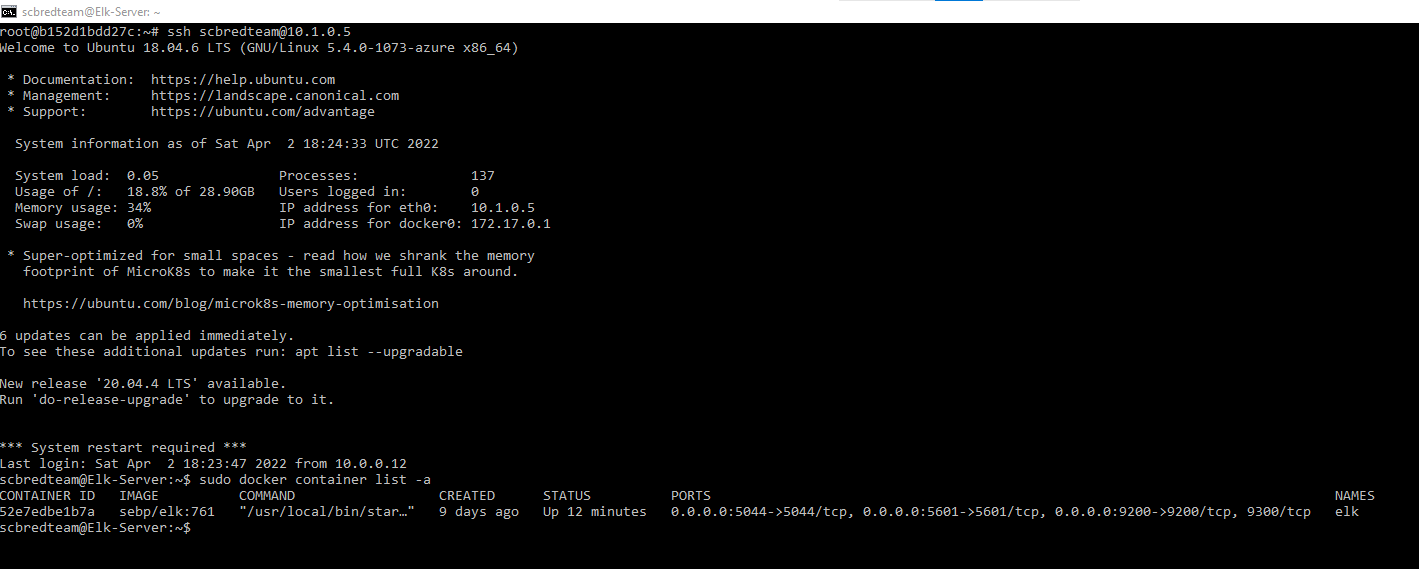 scbredteam@Elk-Server: ~
root@b152d1bdd27c:~# ssh scbredteam@10.1.0.5
Welcome to Ubuntu 18.04.6 LTS (GNU/Linux 5.4.0-1073-azure x86_64)
* Documentation:  https://help.ubuntu.com
* Management:     https://landscape.canonical.com
* Support:        https://ubuntu.com/advantage
System information as of Sat Apr  2 18:24:33 UTC 2022
System load:  0.05               Processes:              137
Usage of /:   18.8% of 28.90GB   Users logged in:        0
Memory usage: 34%                IP address for eth0:    10.1.0.5
Swap usage:   0%                 IP address for docker0: 172.17.0.1
* Super-optimized for small spaces - read how we shrank the memory
footprint of MicroK8s to make it the smallest full K8s around.
https://ubuntu.com/blog/microk8s-memory-optimisation
6 updates can be applied immediately.
To see these additional updates run: apt list --upgradable
New release '20.04.4 LTS' available.
Run 'do-release-upgrade' to upgrade to it.
*** System restart required ***
Last login: Sat Apr  2 18:23:47 2022 from 10.0.0.12
scbredteam@Elk-Server:~$ sudo docker container list -a
CONTAINER ID   IMAGE          COMMAND                  CREATED      STATUS          PORTS                                                                              NAMES
52e7edbe1b7a   sebp/elk:761   "/usr/local/bin/star…"   9 days ago   Up 12 minutes   0.0.0.0:5044->5044/tcp, 0.0.0.0:5601->5601/tcp, 0.0.0.0:9200->9200/tcp, 9300/tcp   elk
scbredteam@Elk-Server:~$